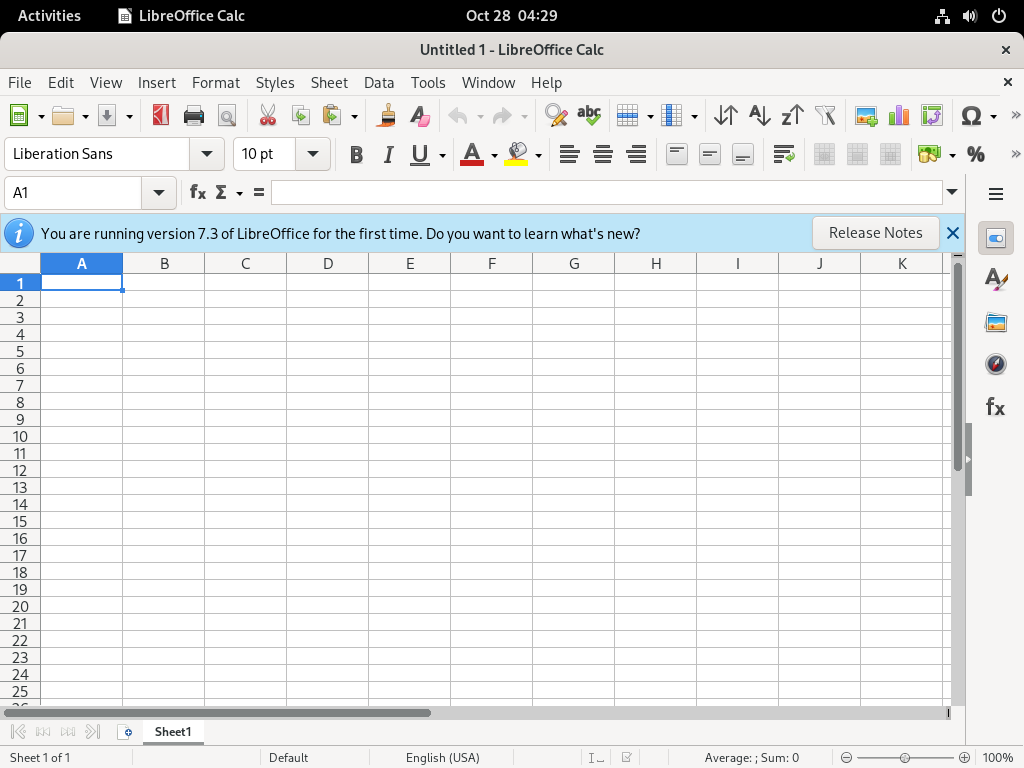 Activities LibreOffice Calc Oct 28 04:29
Untitled 1 - LibreOffice Calc
File Edit View Insert Format Styles Sheet Data Tools Window Help
Liberation Sans 10 pt B I U A %
A1 fx Σ =
You are running version 7.3 of LibreOffice for the first time. Do you want to learn what's new? Release Notes
A B C D E F G H I J K
1
2
3
4
5
6
7
8
9
10
11
12
13
14
15
16
17
18
19
20
21
22
23
24
25
Sheet1
Sheet 1 of 1 Default English (USA) Average: ; Sum: 0 100%